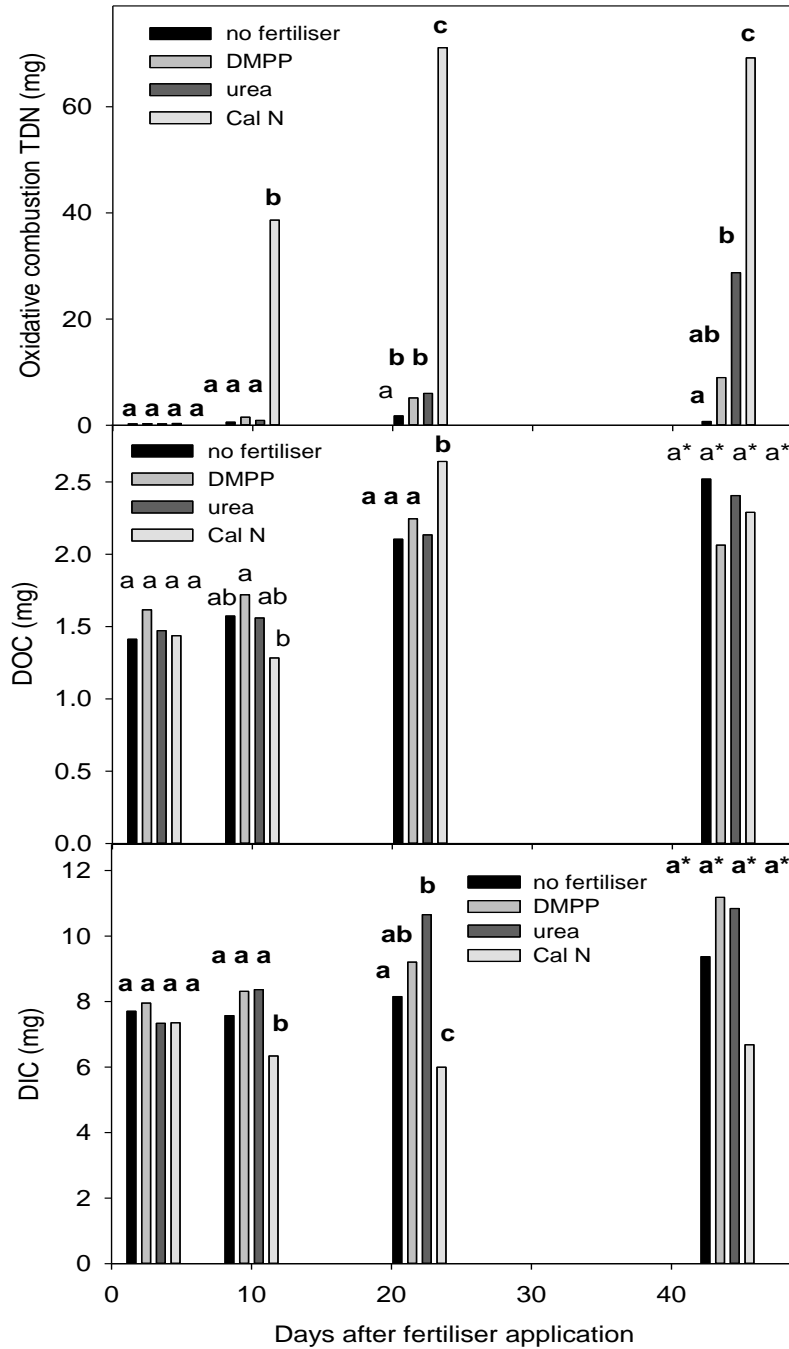 Oxidative combustion TDN (mg)
no fertiliser
DMPP
urea
Cal N
60
40
20
0
a a a a
a a a
b
a
b b
c
a
ab
b
c
DOC (mg)
no fertiliser
DMPP
urea
Cal N
2.5
2.0
1.5
1.0
0.5
0.0
a a a a
ab
a
ab
b
a a a
b
a* a* a* a*
DIC (mg)
no fertiliser
DMPP
urea
Cal N
12
10
8
6
4
2
0
a a a a
a a a
b
a
ab
b
c
a* a* a* a*
0 10 20 30 40
Days after fertiliser application